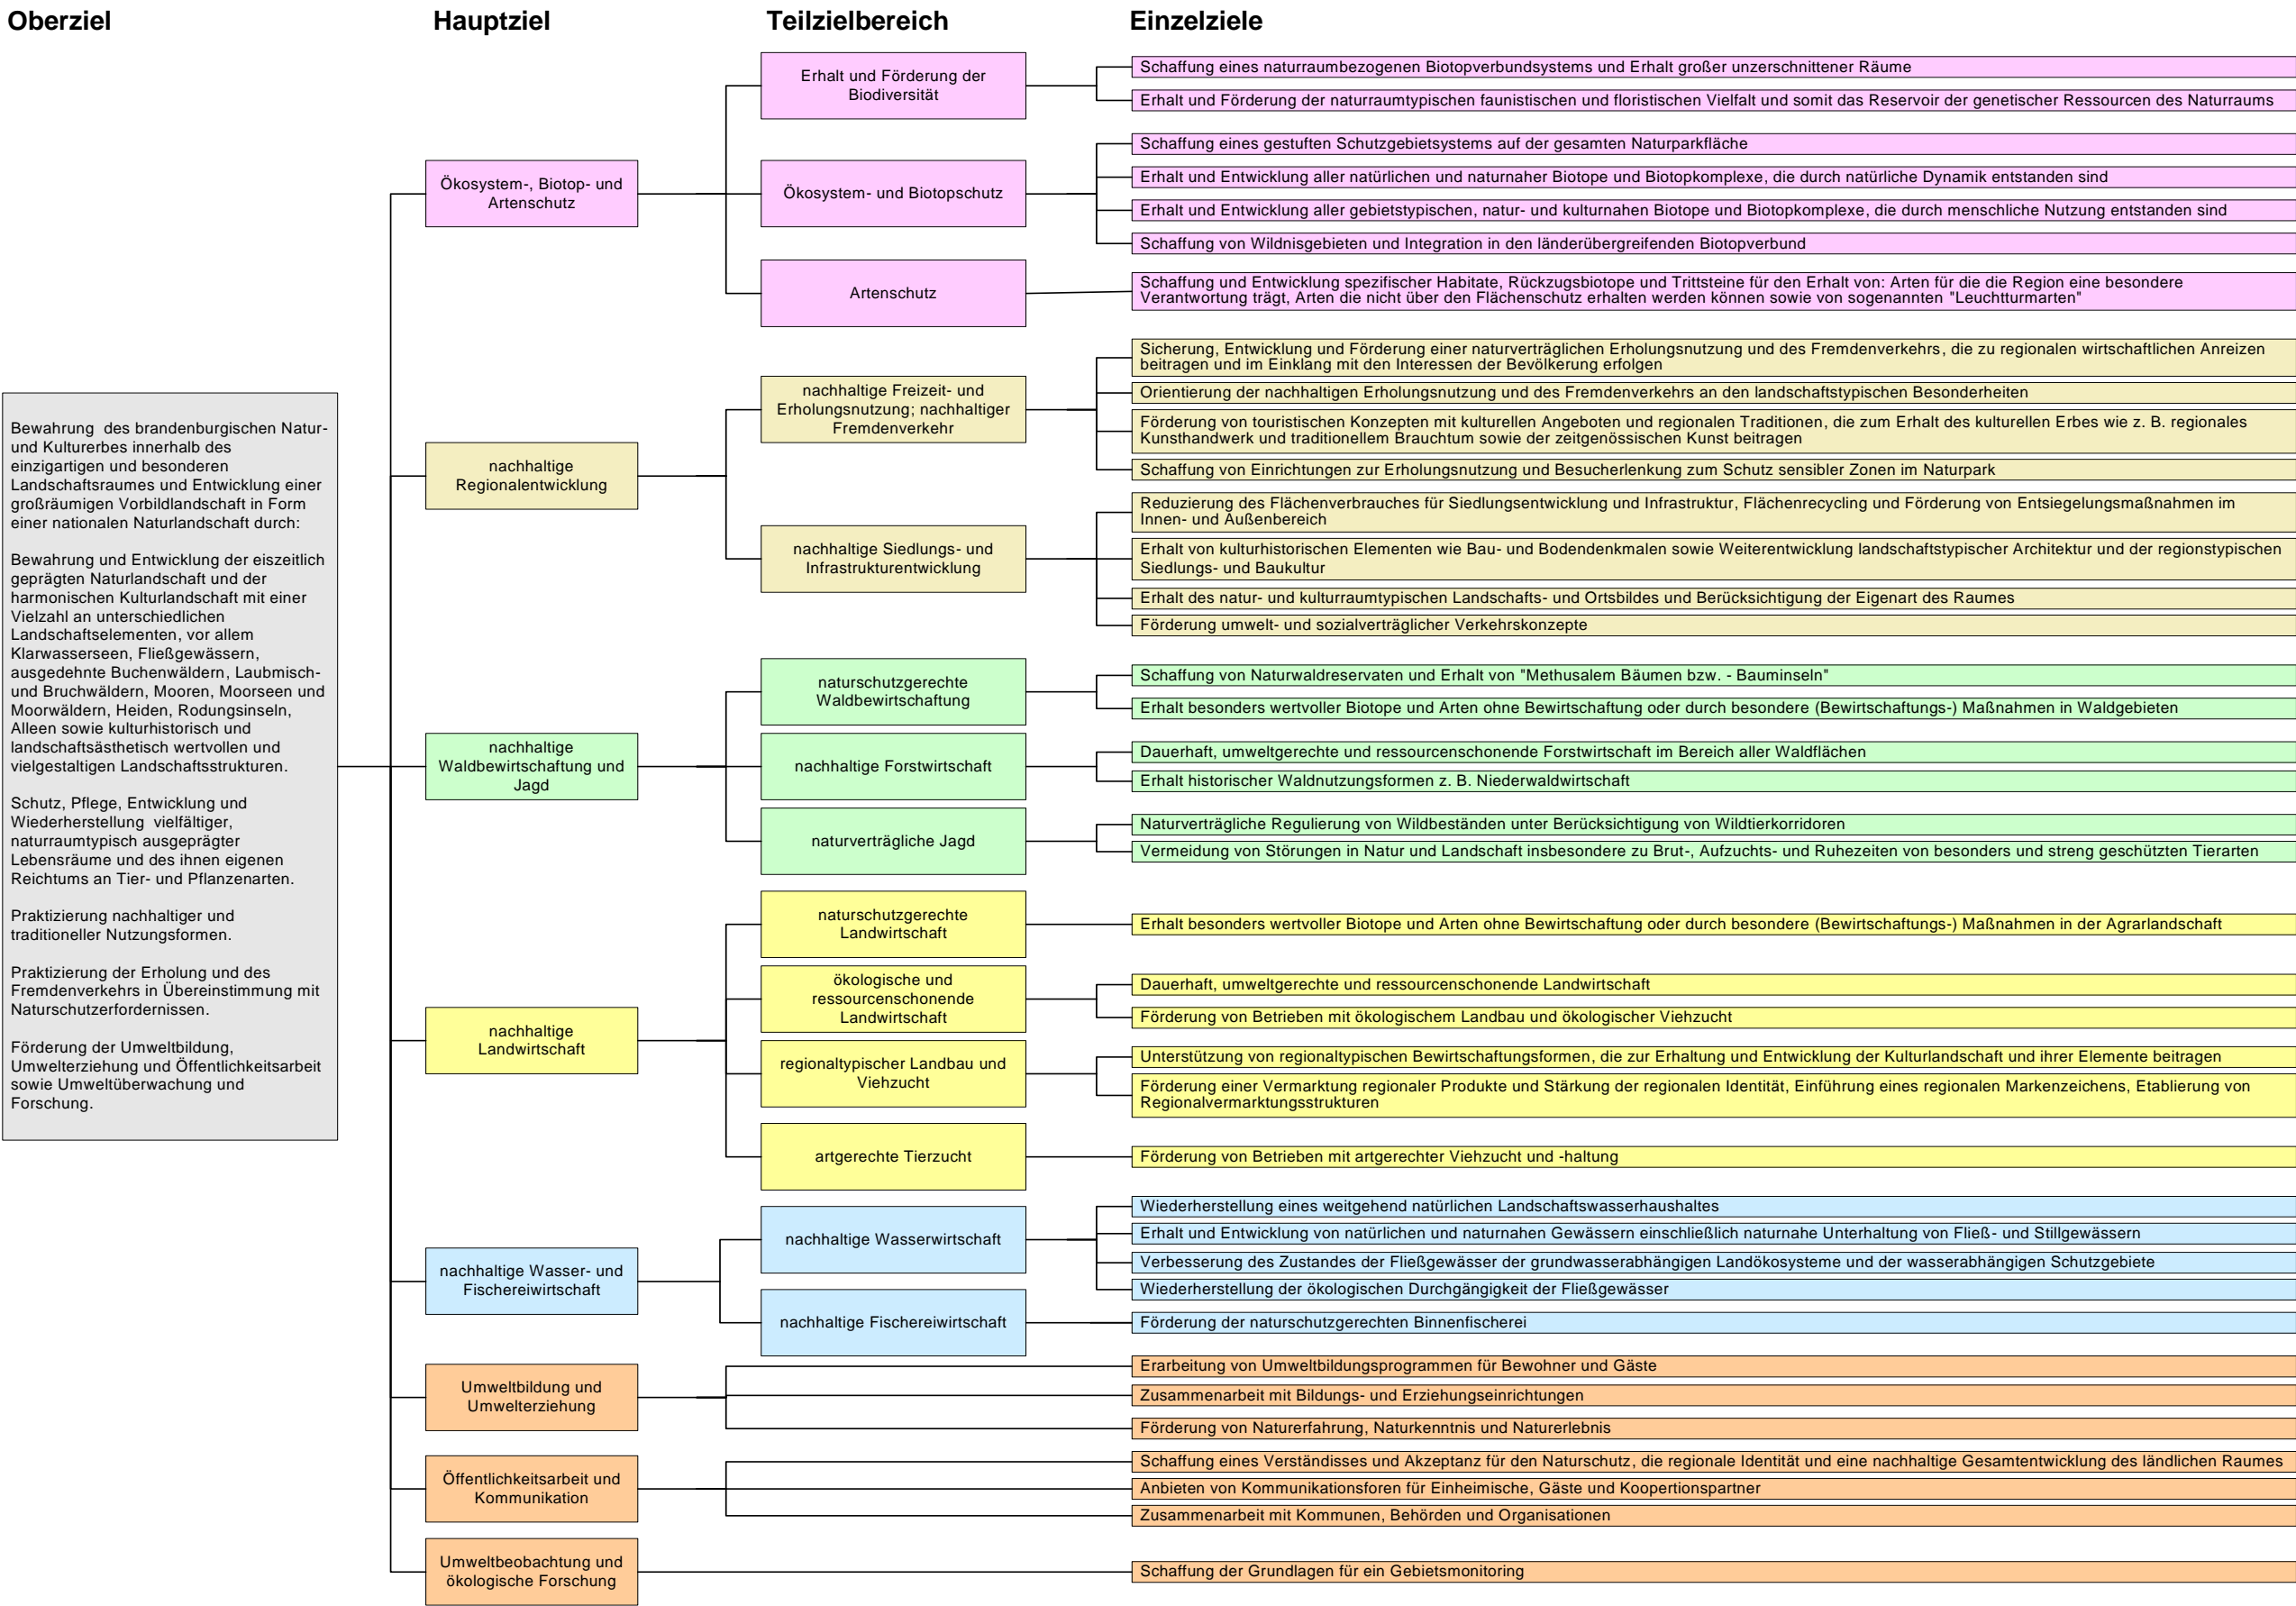 Oberziel
Hauptziel
Teilzielbereich
Einzelziele
Bewahrung des brandenburgischen Natur-
und Kulturerbes innerhalb des
einzigartigen und besonderen
Landschaftsraumes und Entwicklung einer
großräumigen Vorbildlandschaft in Form
einer nationalen Naturlandschaft durch:
Bewahrung und Entwicklung der eiszeitlich
geprägten Naturlandschaft und der
harmonischen Kulturlandschaft mit einer
Vielzahl an unterschiedlichen
Landschaftselementen, vor allem
Klarwasserseen, Fließgewässern,
ausgedehnte Buchenwäldern, Laubmisch-
und Bruchwäldern, Mooren, Moorseen und
Moorwäldern, Heiden, Rodungsinseln,
Alleen sowie kulturhistorisch und
landschaftsästhetisch wertvollen und
vielgestaltigen Landschaftsstrukturen.
Schutz, Pflege, Entwicklung und
Wiederherstellung vielfältiger,
naturraumtypisch ausgeprägter
Lebensräume und des ihnen eigenen
Reichtums an Tier- und Pflanzenarten.
Praktizierung nachhaltiger und
traditioneller Nutzungsformen.
Praktizierung der Erholung und des
Fremdenverkehrs in Übereinstimmung mit
Naturschutzerfordernissen.
Förderung der Umweltbildung,
Umwelterziehung und Öffentlichkeitsarbeit
sowie Umweltüberwachung und
Forschung.
Ökosystem-, Biotop- und
Artenschutz
Erhalt und Förderung der
Biodiversität
Schaffung eines naturraumbezogenen Biotopverbundsystems und Erhalt großer unzerschnittener Räume
Erhalt und Förderung der naturraumtypischen faunistischen und floristischen Vielfalt und somit das Reservoir der genetischer Ressourcen des Naturraums
Ökosystem- und Biotopschutz
Schaffung eines gestuften Schutzgebietsystems auf der gesamten Naturparkfläche
Erhalt und Entwicklung aller natürlichen und naturnaher Biotope und Biotopkomplexe, die durch natürliche Dynamik entstanden sind
Erhalt und Entwicklung aller gebietstypischen, natur- und kulturnahen Biotope und Biotopkomplexe, die durch menschliche Nutzung entstanden sind
Schaffung von Wildnisgebieten und Integration in den länderübergreifenden Biotopverbund
Artenschutz
Schaffung und Entwicklung spezifischer Habitate, Rückzugsbiotope und Trittsteine für den Erhalt von: Arten für die die Region eine besondere
Verantwortung trägt, Arten die nicht über den Flächenschutz erhalten werden können sowie von sogenannten "Leuchtturmarten"
nachhaltige
Regionalentwicklung
nachhaltige Freizeit- und
Erholungsnutzung; nachhaltiger
Fremdenverkehr
Sicherung, Entwicklung und Förderung einer naturverträglichen Erholungsnutzung und des Fremdenverkehrs, die zu regionalen wirtschaftlichen Anreizen
beitragen und im Einklang mit den Interessen der Bevölkerung erfolgen
Orientierung der nachhaltigen Erholungsnutzung und des Fremdenverkehrs an den landschaftstypischen Besonderheiten
Förderung von touristischen Konzepten mit kulturellen Angeboten und regionalen Traditionen, die zum Erhalt des kulturellen Erbes wie z. B. regionales
Kunsthandwerk und traditionellem Brauchtum sowie der zeitgenössischen Kunst beitragen
Schaffung von Einrichtungen zur Erholungsnutzung und Besucherlenkung zum Schutz sensibler Zonen im Naturpark
nachhaltige Siedlungs- und
Infrastrukturentwicklung
Reduzierung des Flächenverbrauches für Siedlungsentwicklung und Infrastruktur, Flächenrecycling und Förderung von Entsiegelungsmaßnahmen im
Innen- und Außenbereich
Erhalt von kulturhistorischen Elementen wie Bau- und Bodendenkmalen sowie Weiterentwicklung landschaftstypischer Architektur und der regionstypischen
Siedlungs- und Baukultur
Erhalt des natur- und kulturraumtypischen Landschafts- und Ortsbildes und Berücksichtigung der Eigenart des Raumes
Förderung umwelt- und sozialverträglicher Verkehrskonzepte
nachhaltige
Waldbewirtschaftung und
Jagd
naturschutzgerechte
Waldbewirtschaftung
Schaffung von Naturwaldreservaten und Erhalt von "Methusalem Bäumen bzw. - Bauminseln"
Erhalt besonders wertvoller Biotope und Arten ohne Bewirtschaftung oder durch besondere (Bewirtschaftungs-) Maßnahmen in Waldgebieten
nachhaltige Forstwirtschaft
Dauerhaft, umweltgerechte und ressourcenschonende Forstwirtschaft im Bereich aller Waldflächen
Erhalt historischer Waldnutzungsformen z. B. Niederwaldwirtschaft
naturverträgliche Jagd
Naturverträgliche Regulierung von Wildbeständen unter Berücksichtigung von Wildtierkorridoren
Vermeidung von Störungen in Natur und Landschaft insbesondere zu Brut-, Aufzuchts- und Ruhezeiten von besonders und streng geschützten Tierarten
nachhaltige
Landwirtschaft
naturschutzgerechte
Landwirtschaft
Erhalt besonders wertvoller Biotope und Arten ohne Bewirtschaftung oder durch besondere (Bewirtschaftungs-) Maßnahmen in der Agrarlandschaft
ökologische und
ressourcenschonende
Landwirtschaft
Dauerhaft, umweltgerechte und ressourcenschonende Landwirtschaft
Förderung von Betrieben mit ökologischem Landbau und ökologischer Viehzucht
regionaltypischer Landbau und
Viehzucht
Unterstützung von regionaltypischen Bewirtschaftungsformen, die zur Erhaltung und Entwicklung der Kulturlandschaft und ihrer Elemente beitragen
Förderung einer Vermarktung regionaler Produkte und Stärkung der regionalen Identität, Einführung eines regionalen Markenzeichens, Etablierung von
Regionalvermarktungsstrukturen
artgerechte Tierzucht
Förderung von Betrieben mit artgerechter Viehzucht und -haltung
nachhaltige Wasser- und
Fischereiwirtschaft
nachhaltige Wasserwirtschaft
Wiederherstellung eines weitgehend natürlichen Landschaftswasserhaushaltes
Erhalt und Entwicklung von natürlichen und naturnahen Gewässern einschließlich naturnahe Unterhaltung von Fließ- und Stillgewässern
Verbesserung des Zustandes der Fließgewässer der grundwasserabhängigen Landökosysteme und der wasserabhängigen Schutzgebiete
Wiederherstellung der ökologischen Durchgängigkeit der Fließgewässer
nachhaltige Fischereiwirtschaft
Förderung der naturschutzgerechten Binnenfischerei
Umweltbildung und
Umwelterziehung
Erarbeitung von Umweltbildungsprogrammen für Bewohner und Gäste
Zusammenarbeit mit Bildungs- und Erziehungseinrichtungen
Förderung von Naturerfahrung, Naturkenntnis und Naturerlebnis
Öffentlichkeitsarbeit und
Kommunikation
Schaffung eines Verständisses und Akzeptanz für den Naturschutz, die regionale Identität und eine nachhaltige Gesamtentwicklung des ländlichen Raumes
Anbieten von Kommunikationsforen für Einheimische, Gäste und Koopertionspartner
Zusammenarbeit mit Kommunen, Behörden und Organisationen
Umweltbeobachtung und
ökologische Forschung
Schaffung der Grundlagen für ein Gebietsmonitoring